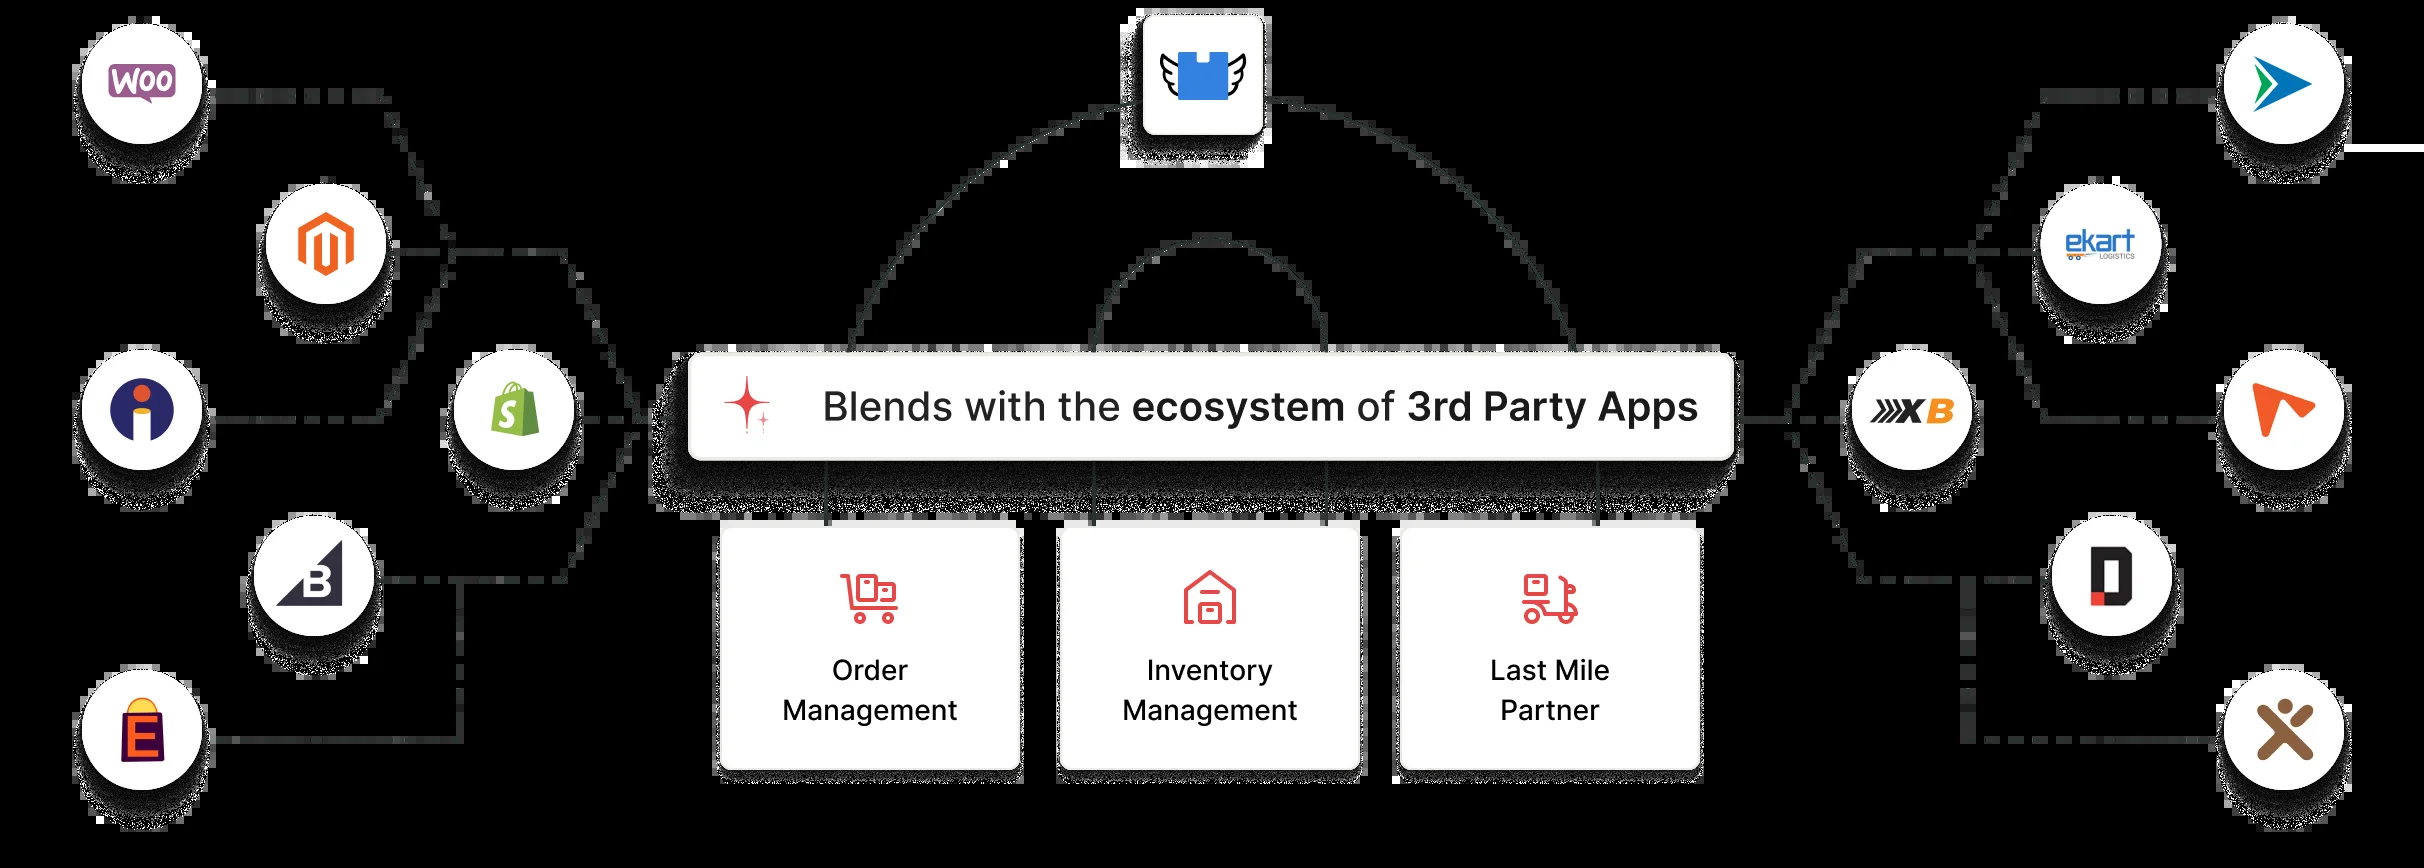 WOO
ekart
LOGISTICS
S
Blends with the ecosystem of 3rd Party Apps
XB
B
D
Order
Management
Inventory
Management
Last Mile
Partner
E